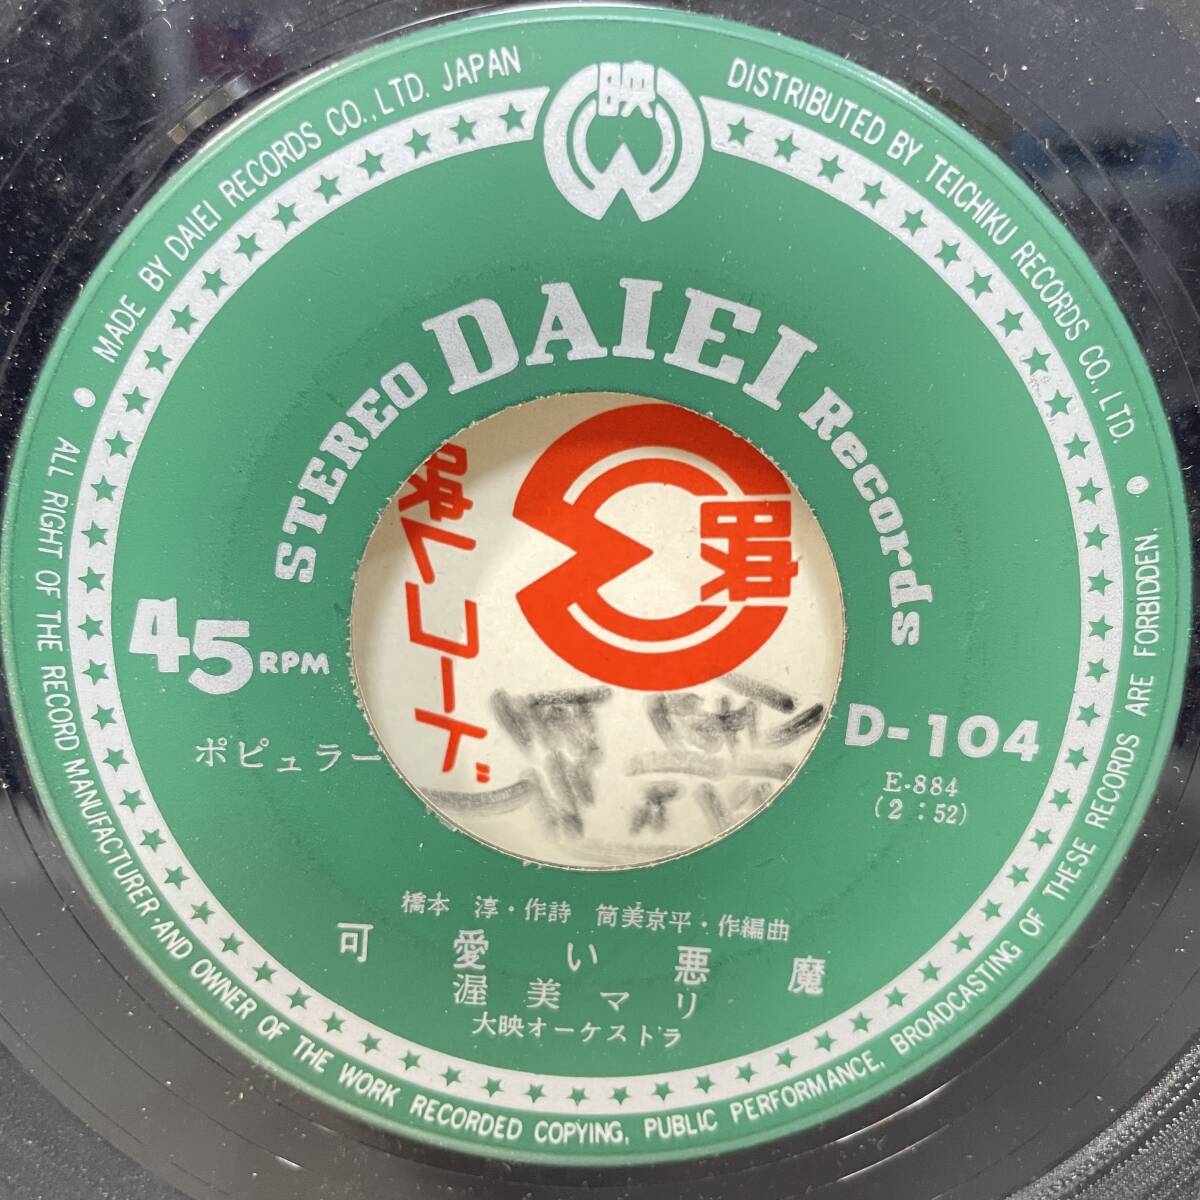 MADE BY DAIEI RECORDS CO., LTD. JAPAN
映
DISTRIBUTED BY TEICHIKU RECORDS CO., LTD.
STEREO DAIEI Records
映
映レコード
45 RPM
ポピュラー
D-104
E-884
(2:52)
橋本 淳・作詩 筒美京平・作編曲
可愛い悪魔
渥美マリ
大映オーケストラ
ALL RIGHT OF THE RECORD MANUFACTURER・AND OWNER OF THE WORK RECORDED COPYING, PUBLIC PERFORMANCE, BROADCASTING OF THESE RECORDS ARE FORBIDDEN.